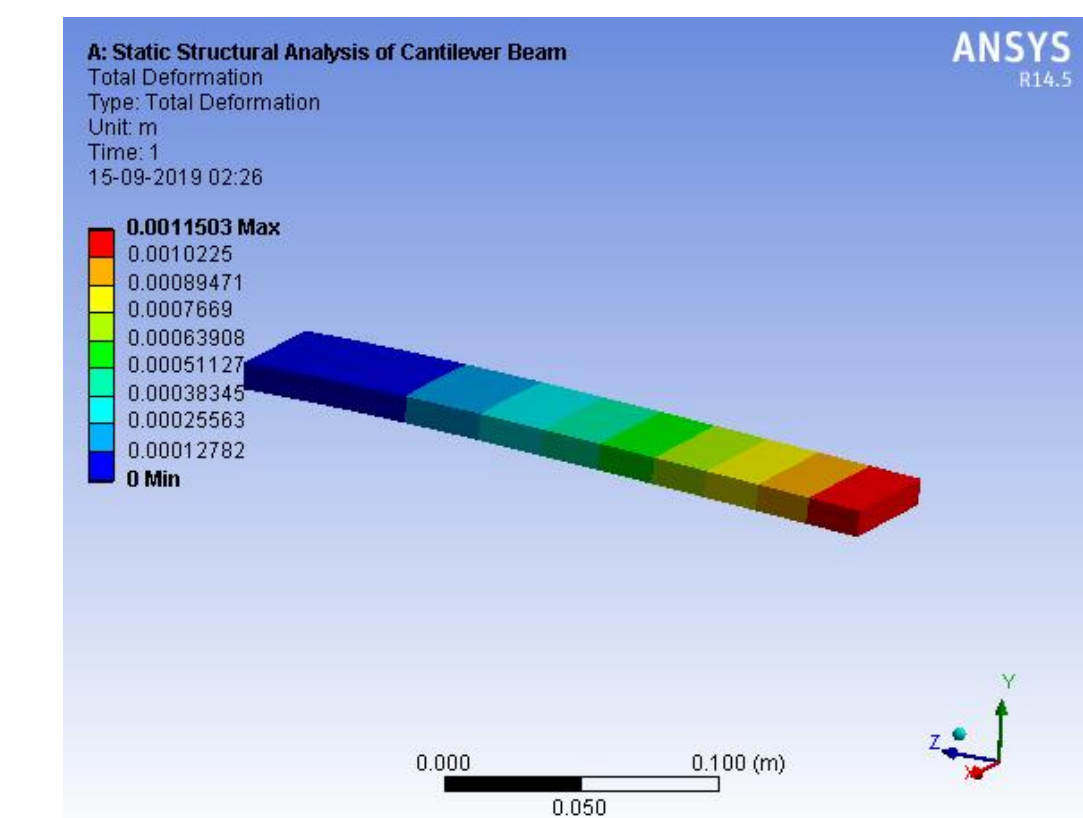 A: Static Structural Analysis of Cantilever Beam
Total Deformation
Type: Total Deformation
Unit: m
Time: 1
15-09-2019 02:26
ANSYS
R14.5
0.0011503 Max
0.0010225
0.00089471
0.0007669
0.00063908
0.00051127
0.00038345
0.00025563
0.00012782
0 Min
0.000
0.100 (m)
0.050
Y
Z
X